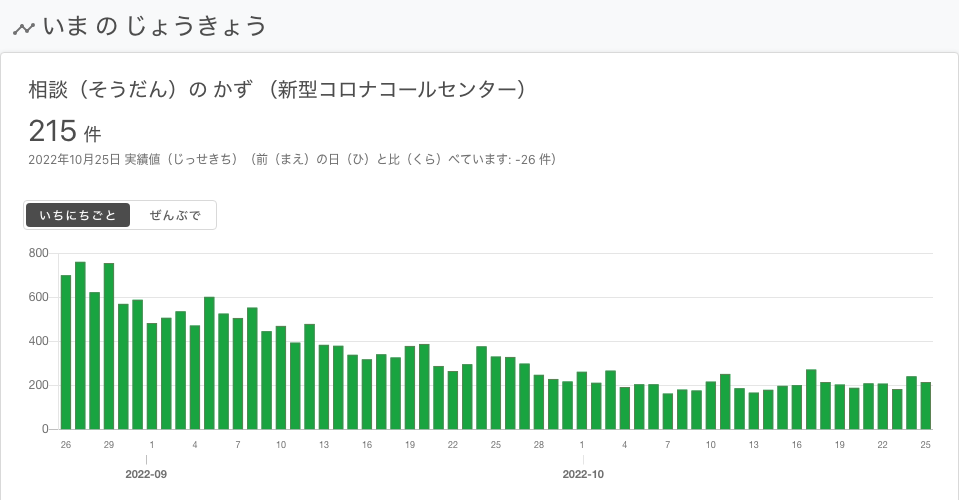 いま の じょうきょう
相談（そうだん）の かず （新型コロナコールセンター）
215 件
2022年10月25日 実績値（じっせきち）（前（まえ）の日（ひ）と比（くら）べています: -26 件）
いちにちごと ぜんぶで
800
600
400
200
0
26 29 1 4 7 10 13 16 19 22 25 28 1 4 7 10 13 16 19 22 25
2022-09 2022-10